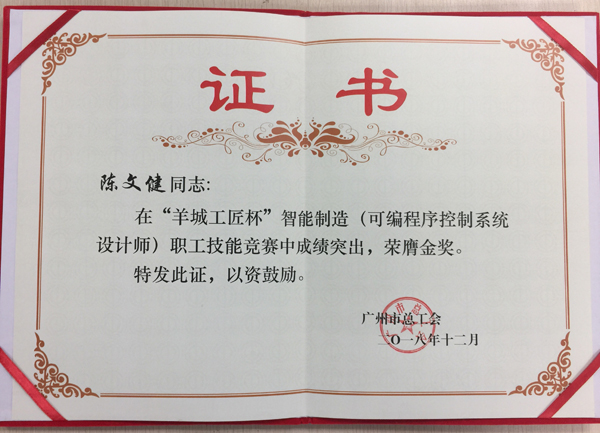 证书
陈文健同志:
在“羊城工匠杯”智能制造（可编程序控制系统
设计师）职工技能竞赛中成绩突出，荣膺金奖。
特发此证，以资鼓励。
广州市总工会
二〇一八年十二月